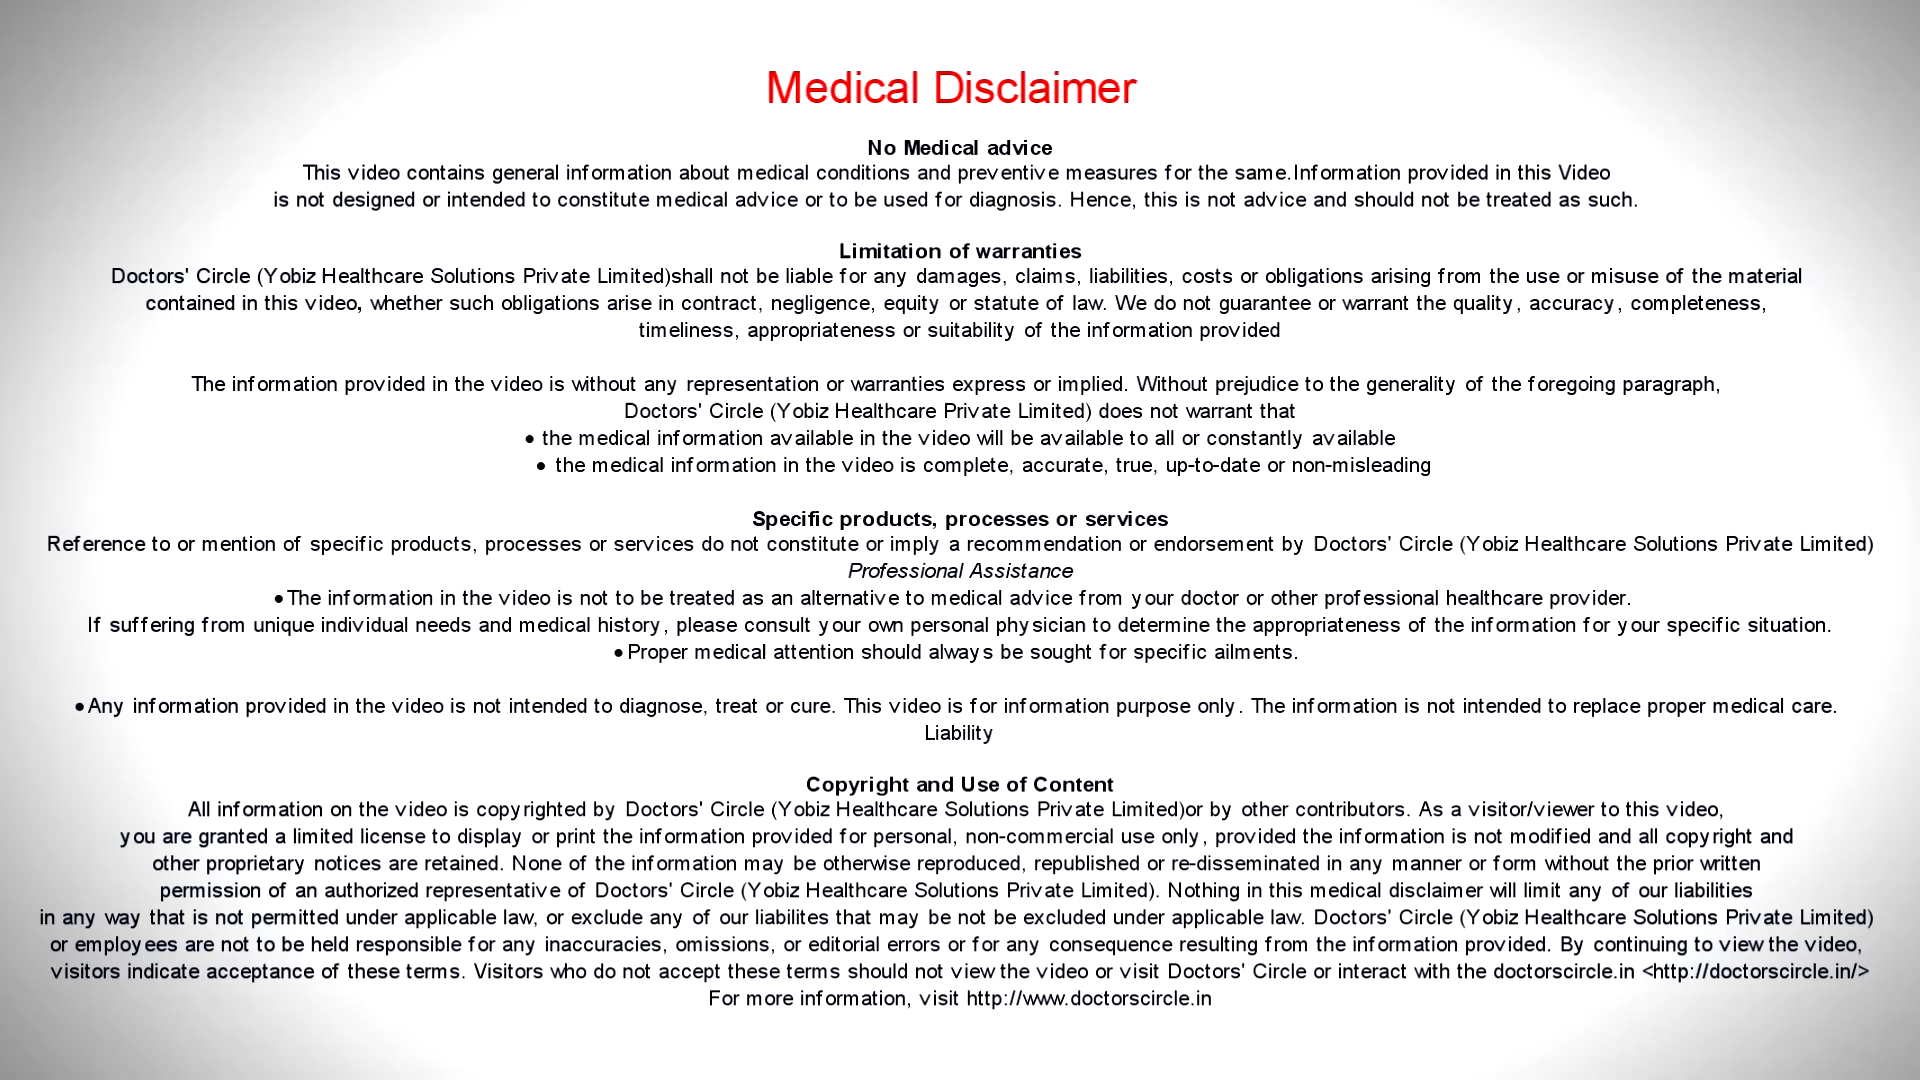 Medical Disclaimer
No Medical advice
This video contains general information about medical conditions and preventive measures for the same.Information provided in this Video
is not designed or intended to constitute medical advice or to be used for diagnosis. Hence, this is not advice and should not be treated as such.
Limitation of warranties
Doctors' Circle (Yobiz Healthcare Solutions Private Limited)shall not be liable for any damages, claims, liabilities, costs or obligations arising from the use or misuse of the material
contained in this video, whether such obligations arise in contract, negligence, equity or statute of law. We do not guarantee or warrant the quality, accuracy, completeness,
timeliness, appropriateness or suitability of the information provided
The information provided in the video is without any representation or warranties express or implied. Without prejudice to the generality of the foregoing paragraph,
Doctors' Circle (Yobiz Healthcare Private Limited) does not warrant that
• the medical information available in the video will be available to all or constantly available
• the medical information in the video is complete, accurate, true, up-to-date or non-misleading
Specific products, processes or services
Reference to or mention of specific products, processes or services do not constitute or imply a recommendation or endorsement by Doctors' Circle (Yobiz Healthcare Solutions Private Limited)
Professional Assistance
•The information in the video is not to be treated as an alternative to medical advice from your doctor or other professional healthcare provider.
If suffering from unique individual needs and medical history, please consult your own personal physician to determine the appropriateness of the information for your specific situation.
•Proper medical attention should always be sought for specific ailments.
•Any information provided in the video is not intended to diagnose, treat or cure. This video is for information purpose only. The information is not intended to replace proper medical care.
Liability
Copyright and Use of Content
All information on the video is copyrighted by Doctors' Circle (Yobiz Healthcare Solutions Private Limited)or by other contributors. As a visitor/viewer to this video,
you are granted a limited license to display or print the information provided for personal, non-commercial use only, provided the information is not modified and all copyright and
other proprietary notices are retained. None of the information may be otherwise reproduced, republished or re-disseminated in any manner or form without the prior written
permission of an authorized representative of Doctors' Circle (Yobiz Healthcare Solutions Private Limited). Nothing in this medical disclaimer will limit any of our liabilities
in any way that is not permitted under applicable law, or exclude any of our liabilites that may be not be excluded under applicable law. Doctors' Circle (Yobiz Healthcare Solutions Private Limited)
or employees are not to be held responsible for any inaccuracies, omissions, or editorial errors or for any consequence resulting from the information provided. By continuing to view the video,
visitors indicate acceptance of these terms. Visitors who do not accept these terms should not view the video or visit Doctors' Circle or interact with the doctorscircle.in <http://doctorscircle.in/>
For more information, visit http://www.doctorscircle.in